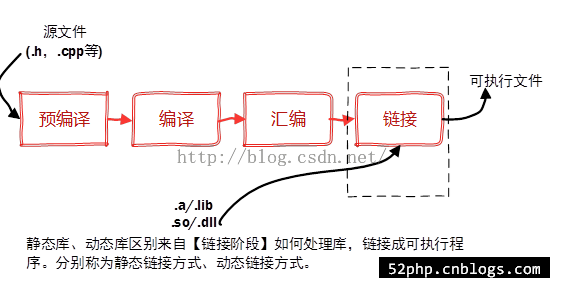 源文件
(.h，.cpp等)
可执行文件
预编译
编译
汇编
链接
http://blog.csdn.net/
.a/.lib
.so/.dll
静态库、动态库区别来自【链接阶段】如何处理库，链接成可执行程
序。分别称为静态链接方式、动态链接方式。
52php.cnblogs.com